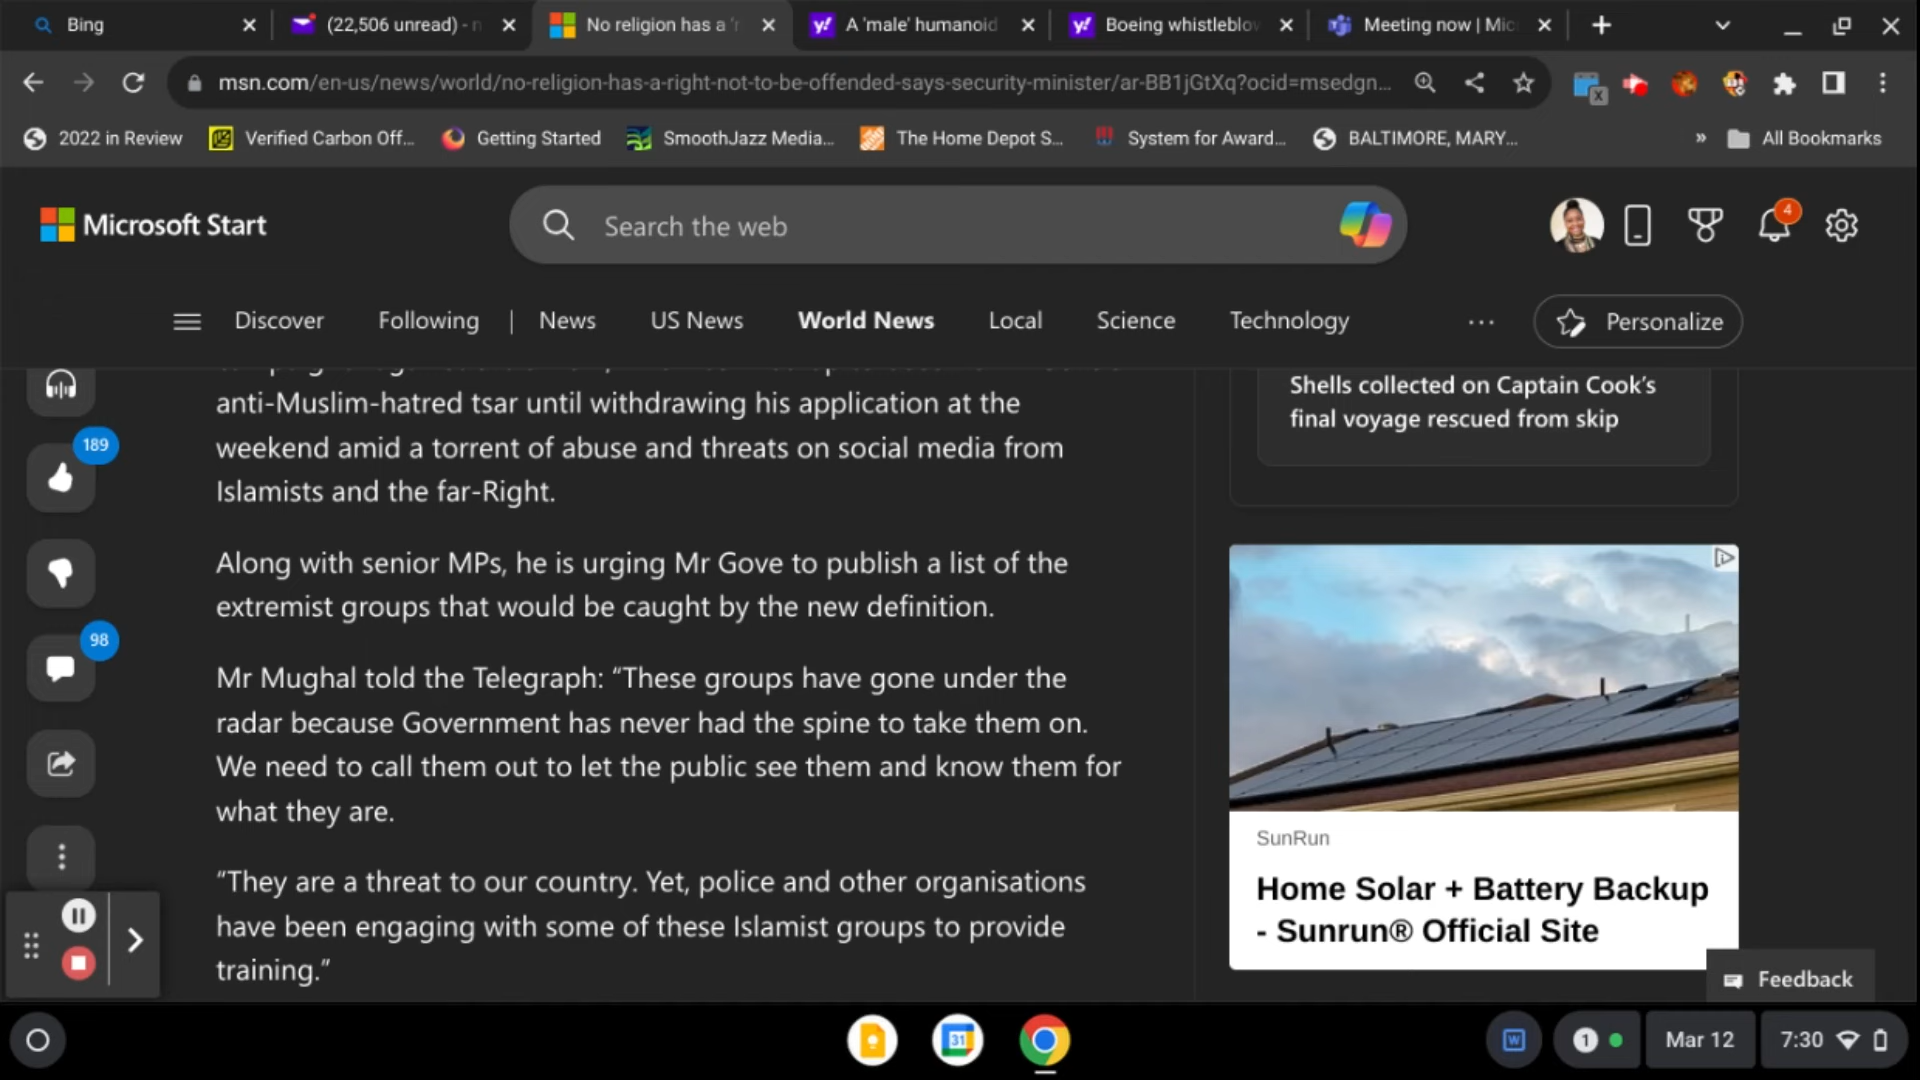 Bing
(22,506 unread) - n
No religion has a 'r
A 'male' humanoid
Boeing whistleblov
Meeting now | Mic
msn.com/en-us/news/world/no-religion-has-a-right-not-to-be-offended-says-security-minister/ar-BB1jGtXq?ocid=msedgn...
2022 in Review
Verified Carbon Off...
Getting Started
SmoothJazz Media...
The Home Depot S...
System for Award...
BALTIMORE, MARY...
»
All Bookmarks
Microsoft Start
Search the web
4
Discover
Following
News
US News
World News
Local
Science
Technology
...
Personalize
anti-Muslim-hatred tsar until withdrawing his application at the
weekend amid a torrent of abuse and threats on social media from
Islamists and the far-Right.
Along with senior MPs, he is urging Mr Gove to publish a list of the
extremist groups that would be caught by the new definition.
Mr Mughal told the Telegraph: “These groups have gone under the
radar because Government has never had the spine to take them on.
We need to call them out to let the public see them and know them for
what they are.
“They are a threat to our country. Yet, police and other organisations
have been engaging with some of these Islamist groups to provide
training.”
189
98
Shells collected on Captain Cook’s
final voyage rescued from skip
SunRun
Home Solar + Battery Backup
- Sunrun® Official Site
Feedback
31
W
1
Mar 12
7:30